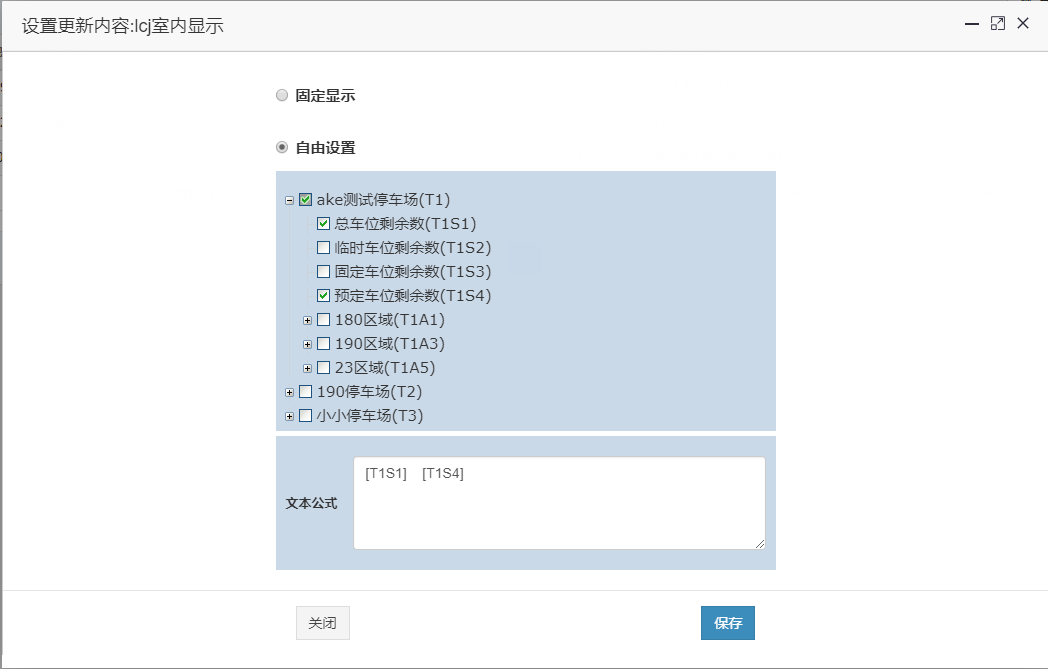 设置更新内容:lcj室内显示
固定显示
自由设置
ake测试停车场(T1)
总车位剩余数(T1S1)
临时车位剩余数(T1S2)
固定车位剩余数(T1S3)
预定车位剩余数(T1S4)
180区域(T1A1)
190区域(T1A3)
23区域(T1A5)
190停车场(T2)
小小停车场(T3)
[T1S1] [T1S4]
文本公式
关闭 保存